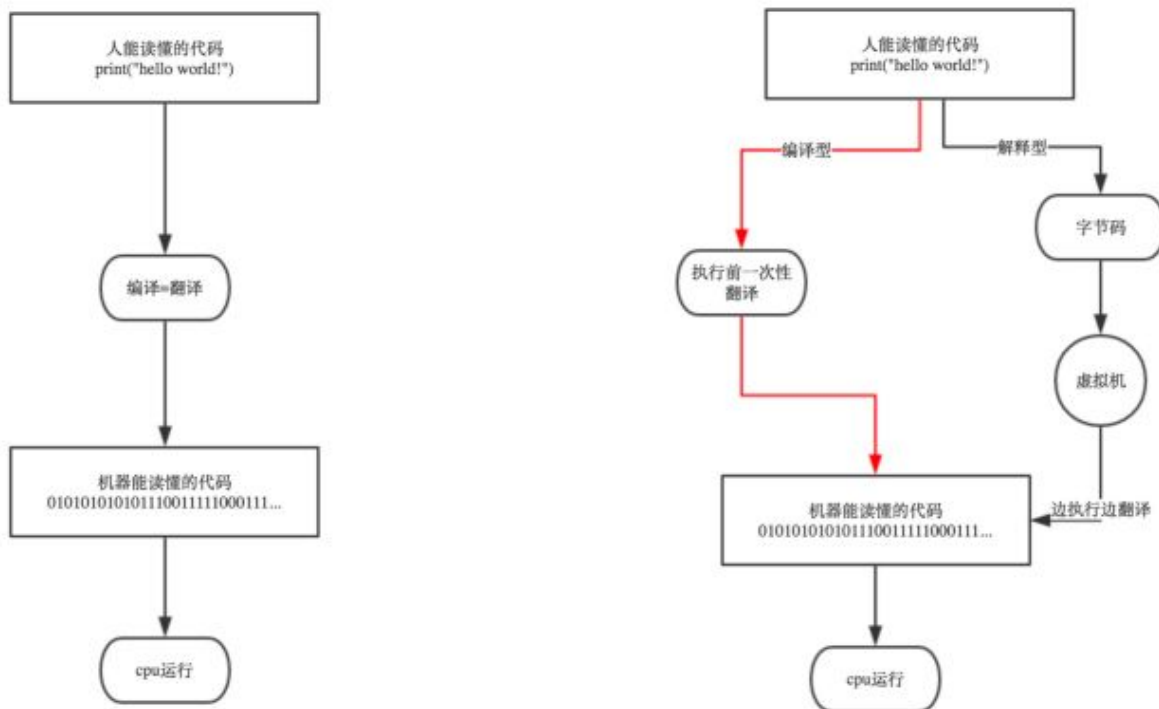 人能读懂的代码
print("hello world!")
编译=翻译
机器能读懂的代码
0101010101011100111110001​11...
cpu运行
人能读懂的代码
print("hello world!")
编译型
解释型
字节码
执行前一次性
翻译
虚拟机
边执行边翻译
机器能读懂的代码
010101010101110011111000111...
cpu运行